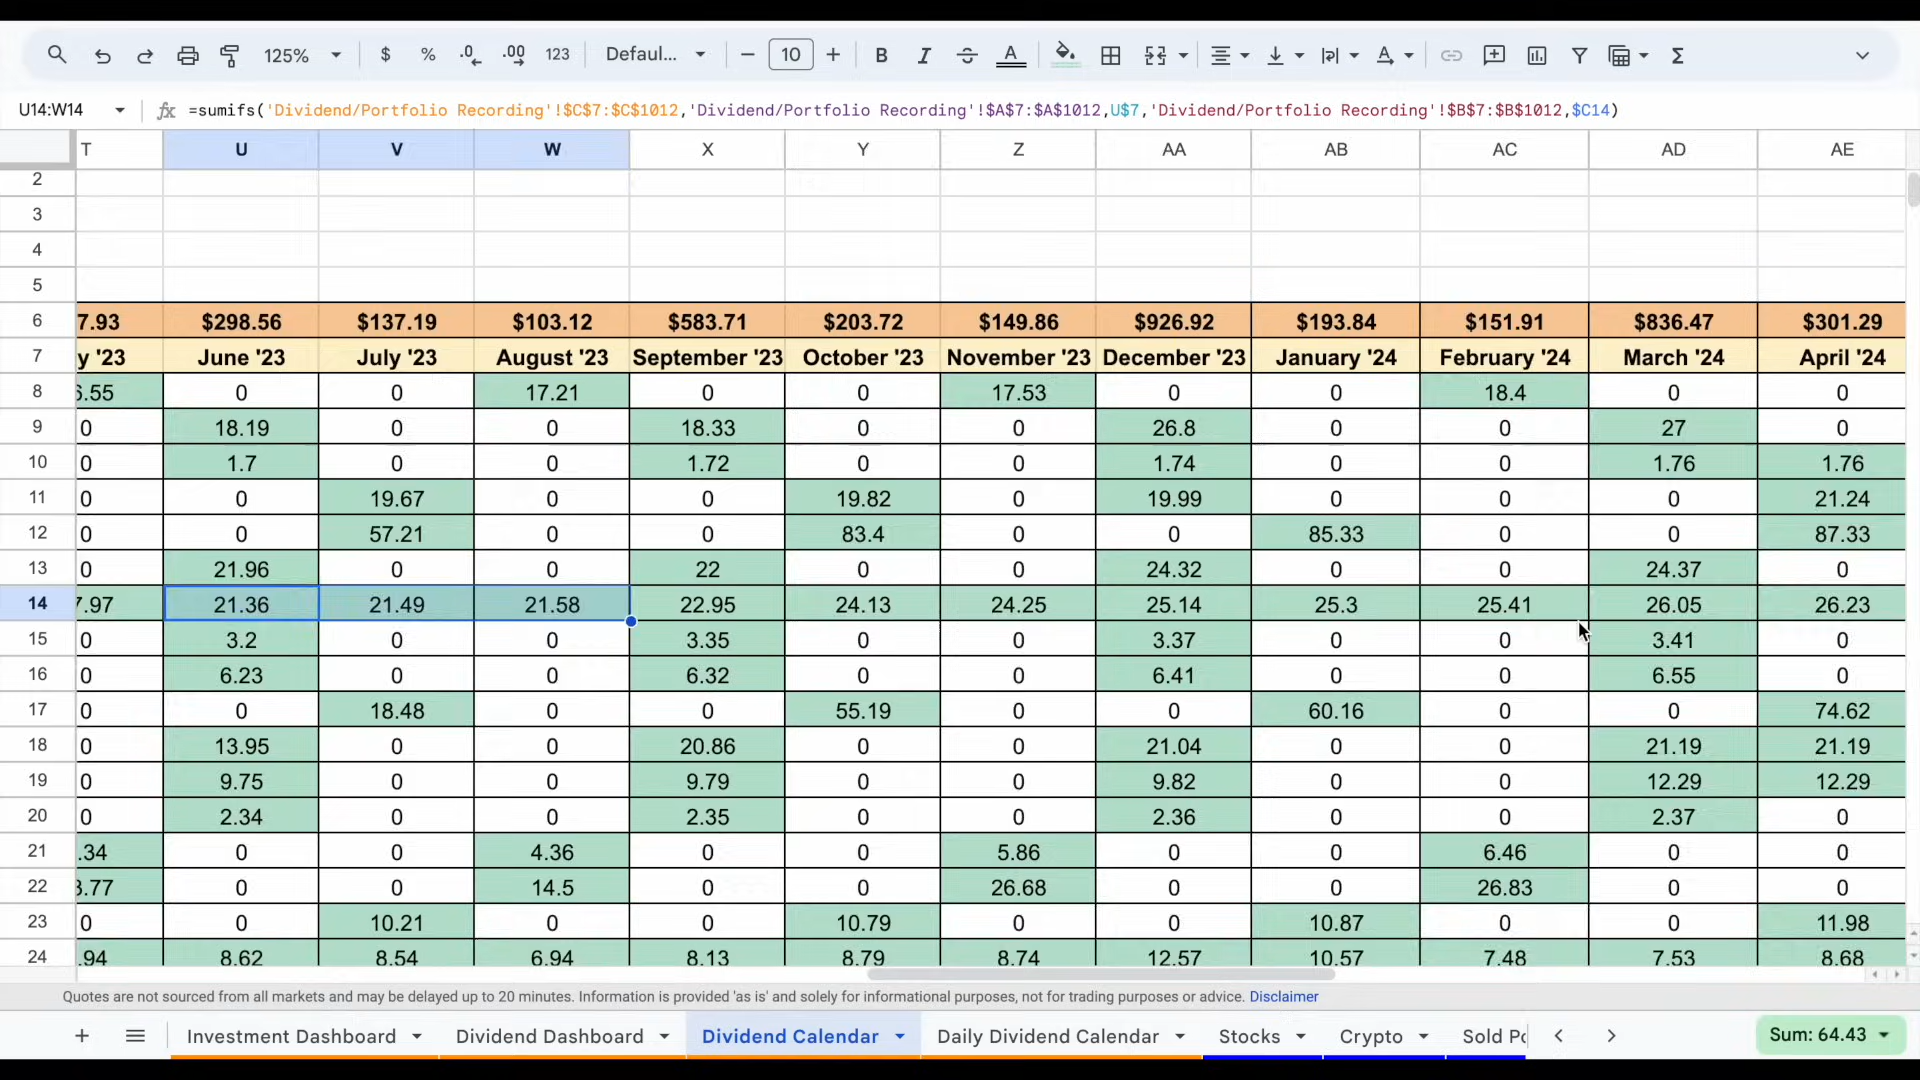 125% $ % .0 .00 123 Defaul... 10 B I A A Σ
U14:W14 fx =sumifs('Dividend/Portfolio Recording'!$C$7:$C$1012,'Dividend/Portfolio Recording'!$A$7:$A$1012,U$7,'Dividend/Portfolio Recording'!$B$7:$B$1012,$C14)
T U V W X Y Z AA AB AC AD AE
2
3
4
5
6 7.93 $298.56 $137.19 $103.12 $583.71 $203.72 $149.86 $926.92 $193.84 $151.91 $836.47 $301.29
7 y '23 June '23 July '23 August '23 September '23 October '23 November '23 December '23 January '24 February '24 March '24 April '24
8 6.55 0 0 17.21 0 0 17.53 0 0 18.4 0 0
9 0 18.19 0 0 18.33 0 0 26.8 0 0 27 0
10 0 1.7 0 0 1.72 0 0 1.74 0 0 1.76 1.76
11 0 0 19.67 0 0 19.82 0 19.99 0 0 0 21.24
12 0 0 57.21 0 0 83.4 0 0 85.33 0 0 87.33
13 0 21.96 0 0 22 0 0 24.32 0 0 24.37 0
14 7.97 21.36 21.49 21.58 22.95 24.13 24.25 25.14 25.3 25.41 26.05 26.23
15 0 3.2 0 0 3.35 0 0 3.37 0 0 3.41 0
16 0 6.23 0 0 6.32 0 0 6.41 0 0 6.55 0
17 0 0 18.48 0 0 55.19 0 0 60.16 0 0 74.62
18 0 13.95 0 0 20.86 0 0 21.04 0 0 21.19 21.19
19 0 9.75 0 0 9.79 0 0 9.82 0 0 12.29 12.29
20 0 2.34 0 0 2.35 0 0 2.36 0 0 2.37 0
21 .34 0 0 4.36 0 0 5.86 0 0 6.46 0 0
22 3.77 0 0 14.5 0 0 26.68 0 0 26.83 0 0
23 0 0 10.21 0 0 10.79 0 0 10.87 0 0 11.98
24 .94 8.62 8.54 6.94 8.13 8.79 8.74 12.57 10.57 7.48 7.53 8.68
Quotes are not sourced from all markets and may be delayed up to 20 minutes. Information is provided 'as is' and solely for informational purposes, not for trading purposes or advice. Disclaimer
Investment Dashboard Dividend Dashboard Dividend Calendar Daily Dividend Calendar Stocks Crypto Sold Po Sum: 64.43